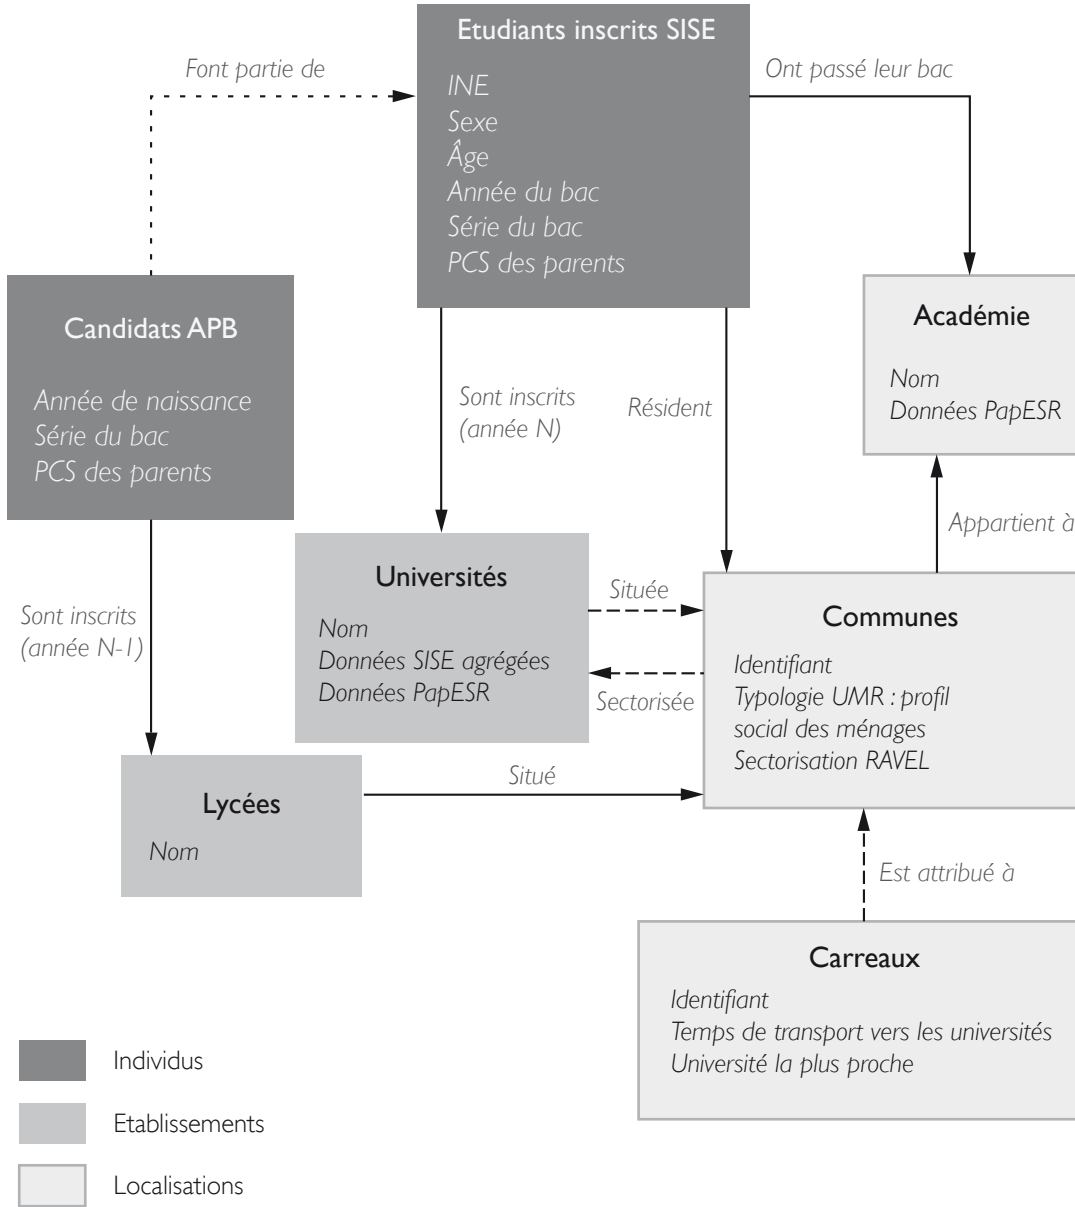 Etudiants inscrits SISE
INE
Sexe
Âge
Année du bac
Série du bac
PCS des parents
Font partie de
Ont passé leur bac
Candidats APB
Année de naissance
Série du bac
PCS des parents
Académie
Nom
Données PapESR
Sont inscrits
(année N)
Résident
Appartient à
Sont inscrits
(année N-1)
Universités
Nom
Données SISE agrégées
Données PapESR
Située
Sectorisée
Communes
Identifiant
Typologie UMR : profil
social des ménages
Sectorisation RAVEL
Lycées
Nom
Situé
Est attribué à
Carreaux
Identifiant
Temps de transport vers les universités
Université la plus proche
Individus
Etablissements
Localisations